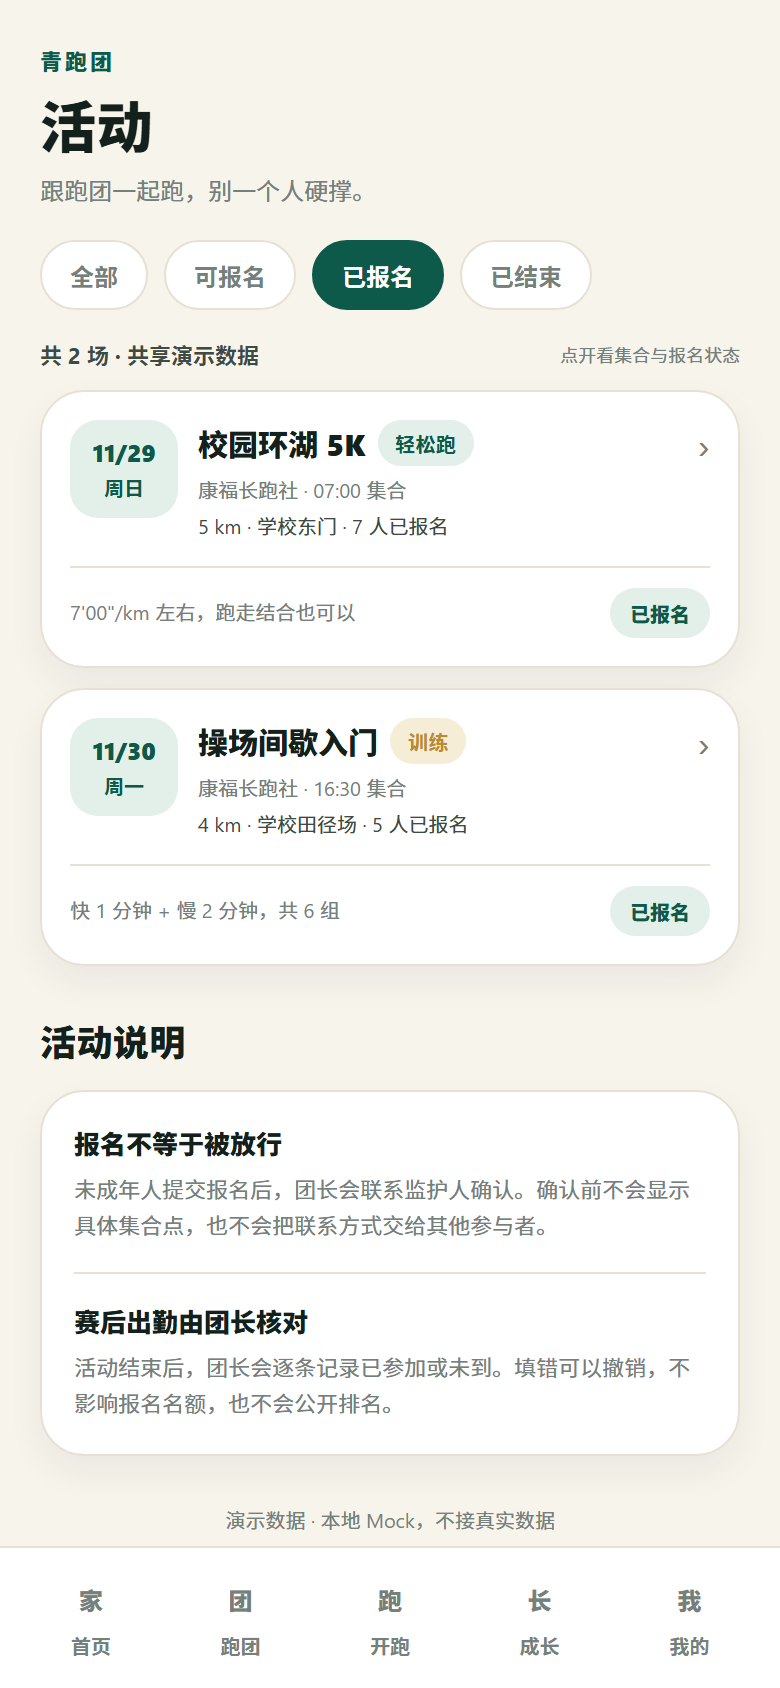 青跑团
活动
跟跑团一起跑，别一个人硬撑。
全部 可报名 已报名 已结束
共 2 场 · 共享演示数据 点开看集合与报名状态
11/29 校园环湖 5K 轻松跑 ›
周日 康福长跑社 · 07:00 集合
5 km · 学校东门 · 7 人已报名
7'00"/km 左右，跑走结合也可以 已报名
11/30 操场间歇入门 训练 ›
周一 康福长跑社 · 16:30 集合
4 km · 学校田径场 · 5 人已报名
快 1 分钟 + 慢 2 分钟，共 6 组 已报名
活动说明
报名不等于被放行
未成年人提交报名后，团长会联系监护人确认。确认前不会显示
具体集合点，也不会把联系方式交给其他参与者。
赛后出勤由团长核对
活动结束后，团长会逐条记录已参加或未到。填错可以撤销，不
影响报名名额，也不会公开排名。
演示数据 · 本地 Mock，不接真实数据
家 团 跑 长 我
首页 跑团 开跑 成长 我的